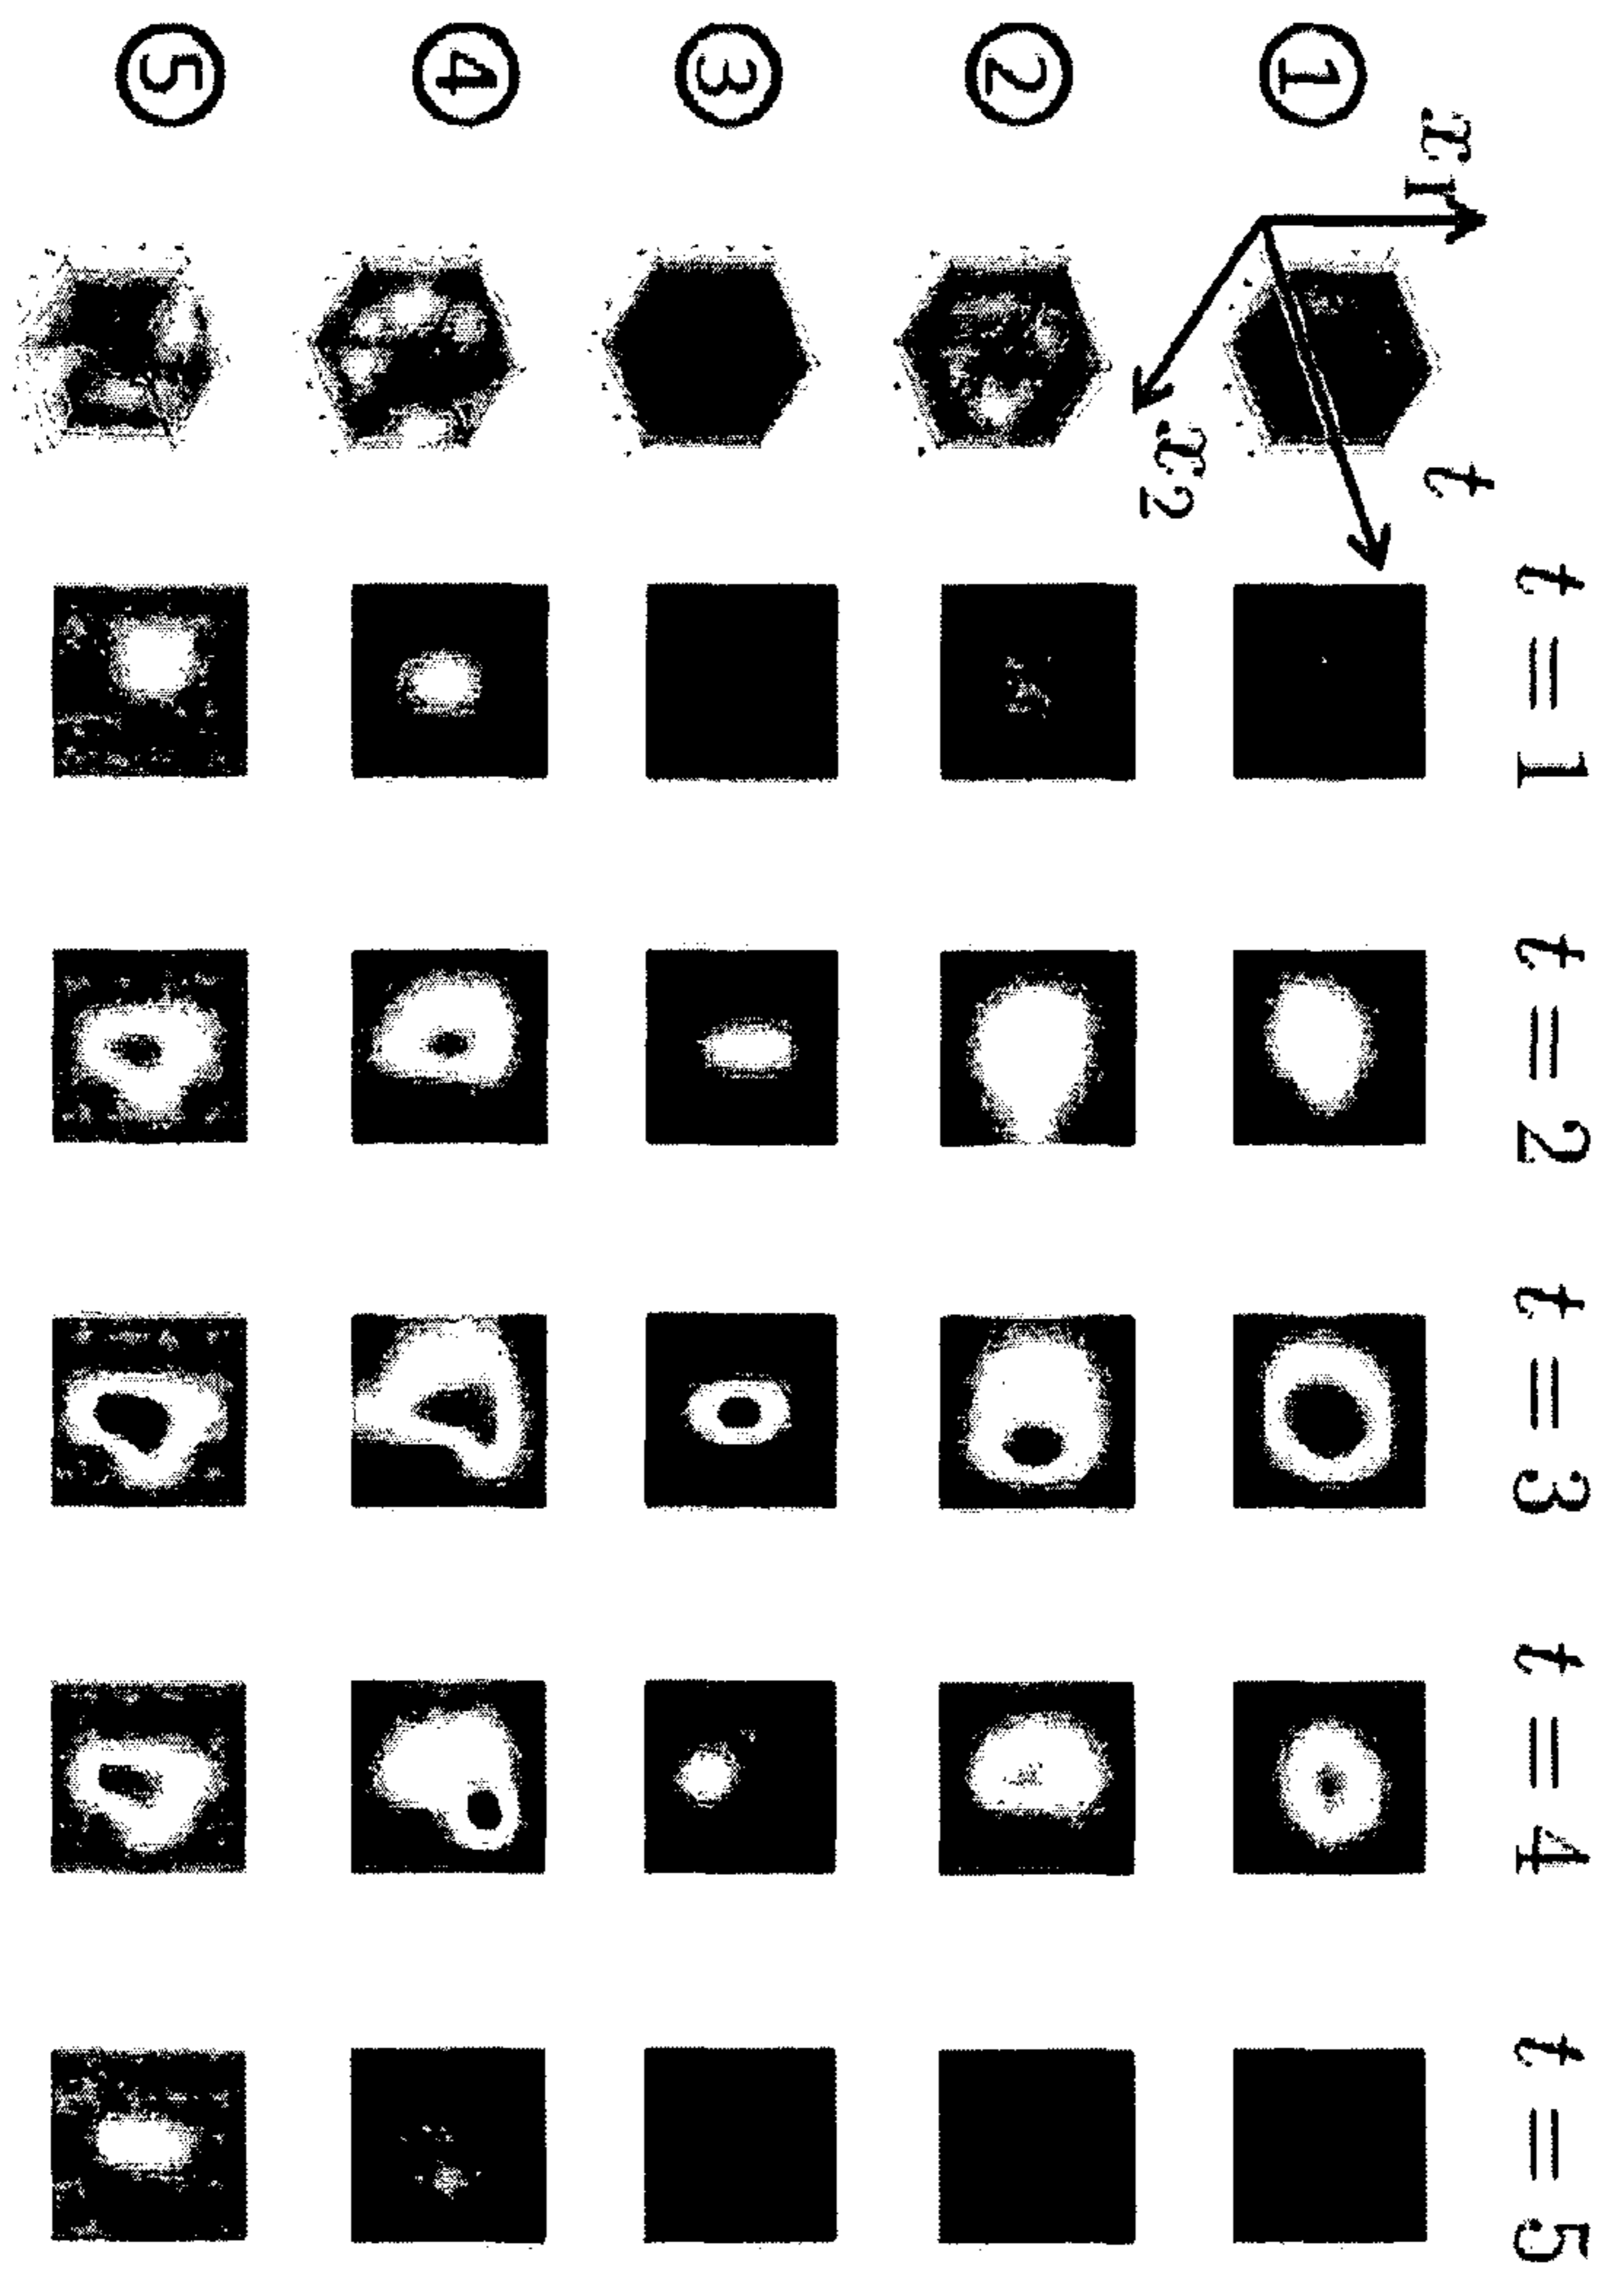 t = 1 t = 2 t = 3 t = 4 t = 5
①
x1
x2
t
②
③
④
⑤